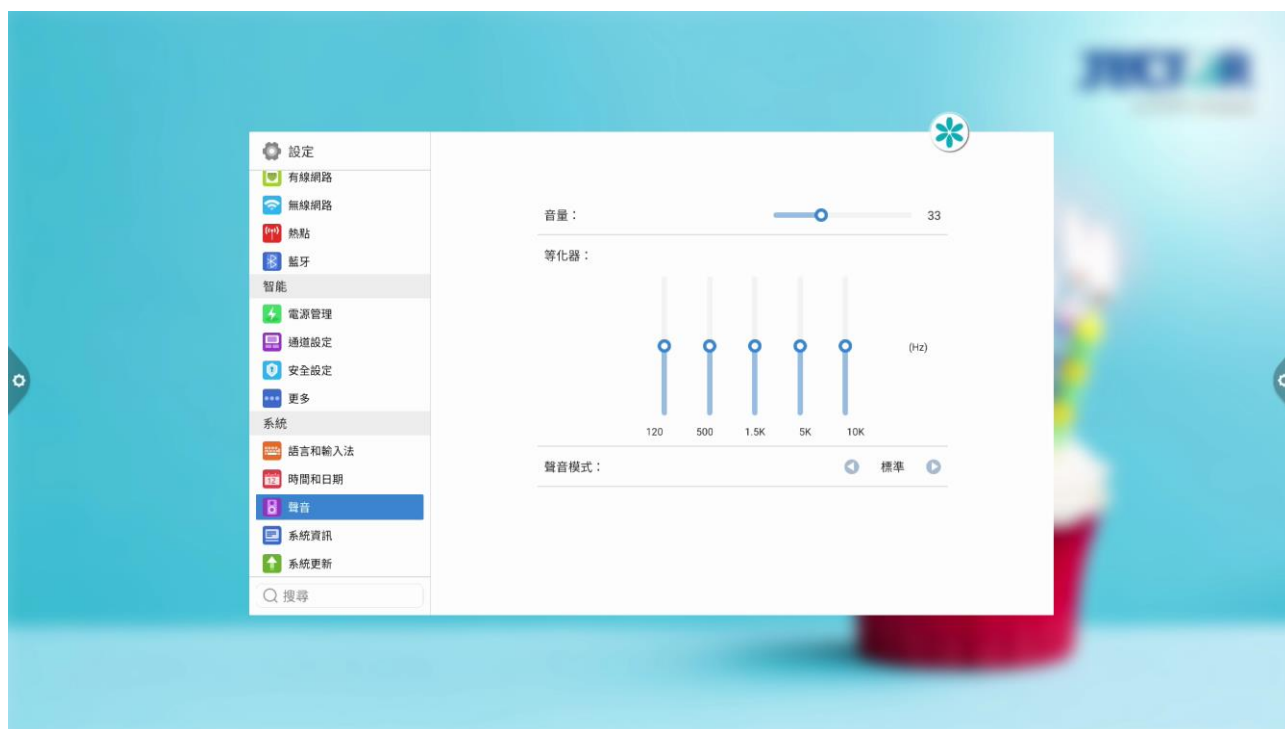 設定
有線網路
無線網路
熱點
藍牙
智能
電源管理
通道設定
安全設定
更多
系統
語言和輸入法
時間和日期
聲音
系統資訊
系統更新
搜尋
音量： 33
等化器：
(Hz)
120 500 1.5K 5K 10K
聲音模式： 標準